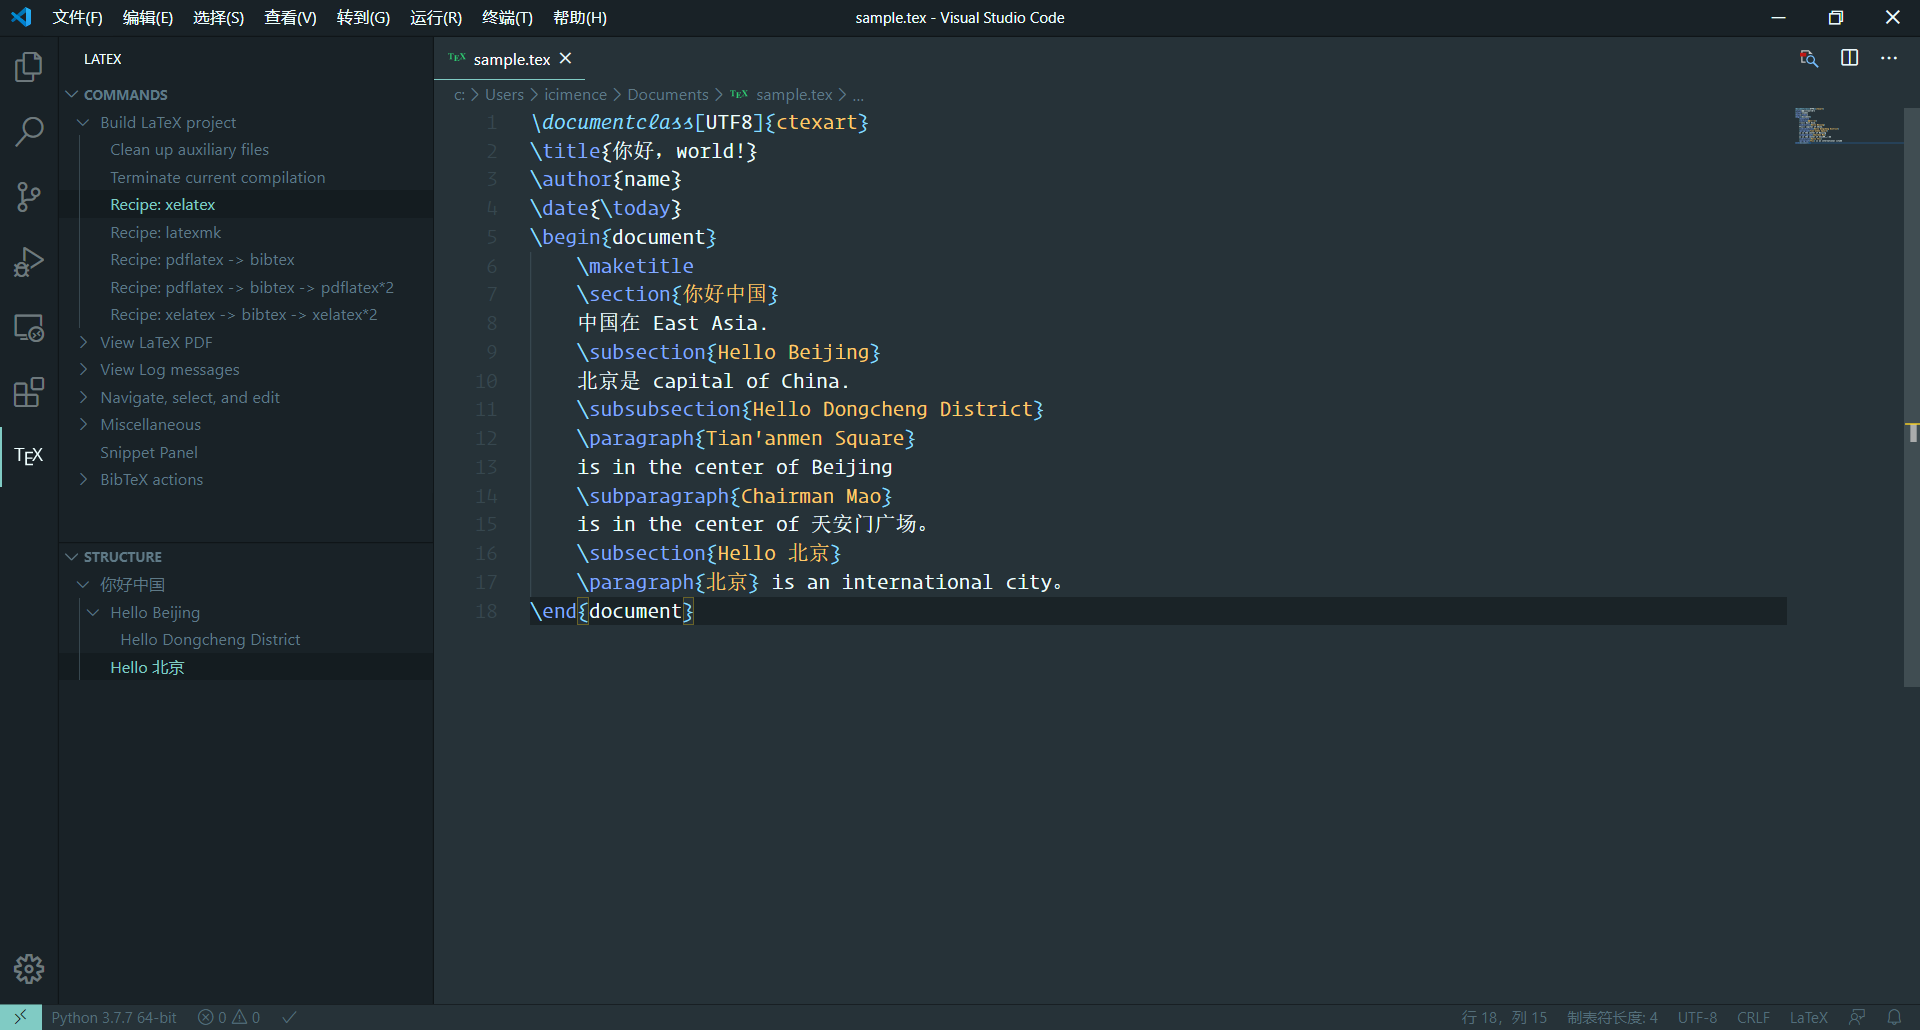 文件(F) 编辑(E) 选择(S) 查看(V) 转到(G) 运行(R) 终端(T) 帮助(H) sample.tex - Visual Studio Code
LATEX
COMMANDS
Build LaTeX project
Clean up auxiliary files
Terminate current compilation
Recipe: xelatex
Recipe: latexmk
Recipe: pdflatex -> bibtex
Recipe: pdflatex -> bibtex -> pdflatex*2
Recipe: xelatex -> bibtex -> xelatex*2
View LaTeX PDF
View Log messages
Navigate, select, and edit
Miscellaneous
Snippet Panel
BibTeX actions
TEX
STRUCTURE
你好中国
Hello Beijing
Hello Dongcheng District
Hello 北京
TEX sample.tex
c: > Users > icimence > Documents > TEX sample.tex > ...
1 \documentclass[UTF8]{ctexart}
2 \title{你好，world!}
3 \author{name}
4 \date{\today}
5 \begin{document}
6 \maketitle
7 \section{你好中国}
8 中国在 East Asia.
9 \subsection{Hello Beijing}
10 北京是 capital of China.
11 \subsubsection{Hello Dongcheng District}
12 \paragraph{Tian'anmen Square}
13 is in the center of Beijing
14 \subparagraph{Chairman Mao}
15 is in the center of 天安门广场。
16 \subsection{Hello 北京}
17 \paragraph{北京} is an international city。
18 \end{document}
Python 3.7.7 64-bit 0 0 行 18，列 15 制表符长度: 4 UTF-8 CRLF LaTeX